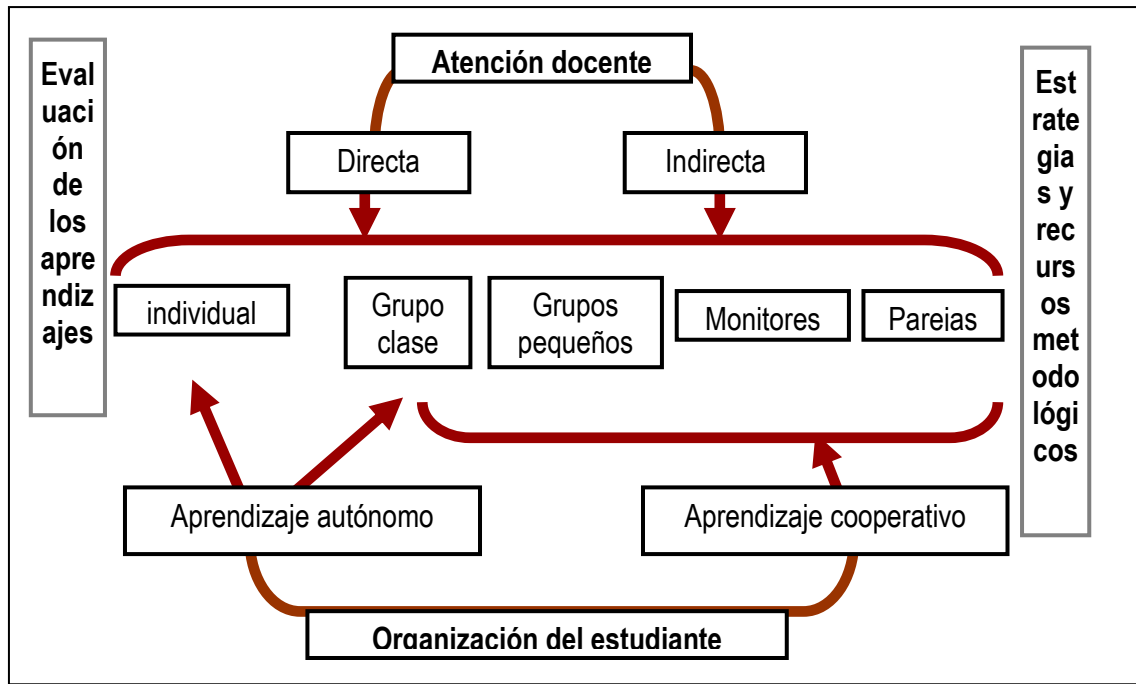 Atención docente
Eval
uaci
ón
de
los
apre
ndiz
ajes
Est
rate
gia
s y
rec
urs
os
met
odo
lógi
cos
Directa
Indirecta
individual
Grupo
clase
Grupos
pequeños
Monitores
Parejas
Aprendizaje autónomo
Aprendizaje cooperativo
Organización del estudiante